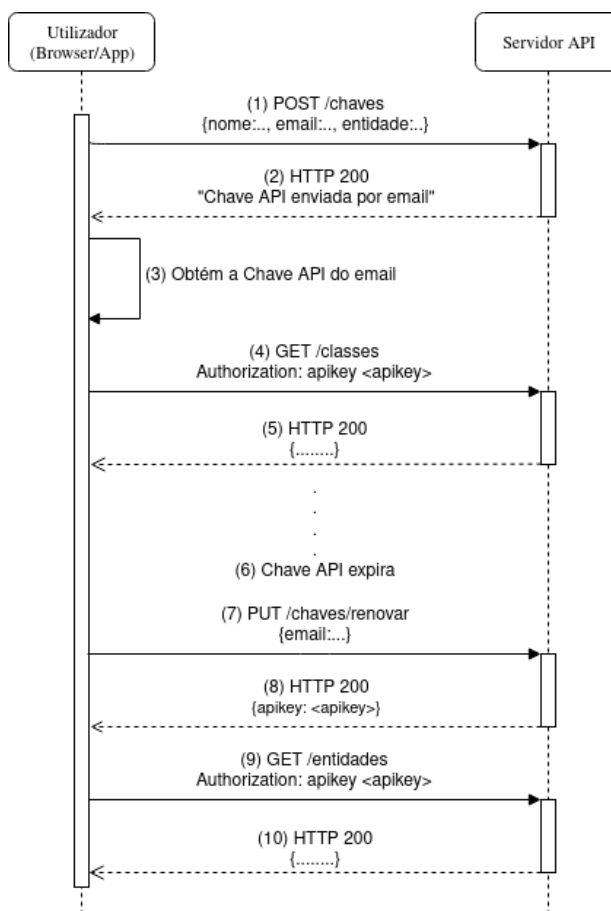 Utilizador
(Browser/App)
Servidor API
(1) POST /chaves
{nome:.., email:.., entidade:..}
(2) HTTP 200
"Chave API enviada por email"
(3) Obtém a Chave API do email
(4) GET /classes
Authorization: apikey <apikey>
(5) HTTP 200
{........}
.
.
.
.
(6) Chave API expira
(7) PUT /chaves/renovar
{email:...}
(8) HTTP 200
{apikey: <apikey>}
(9) GET /entidades
Authorization: apikey <apikey>
(10) HTTP 200
{........}